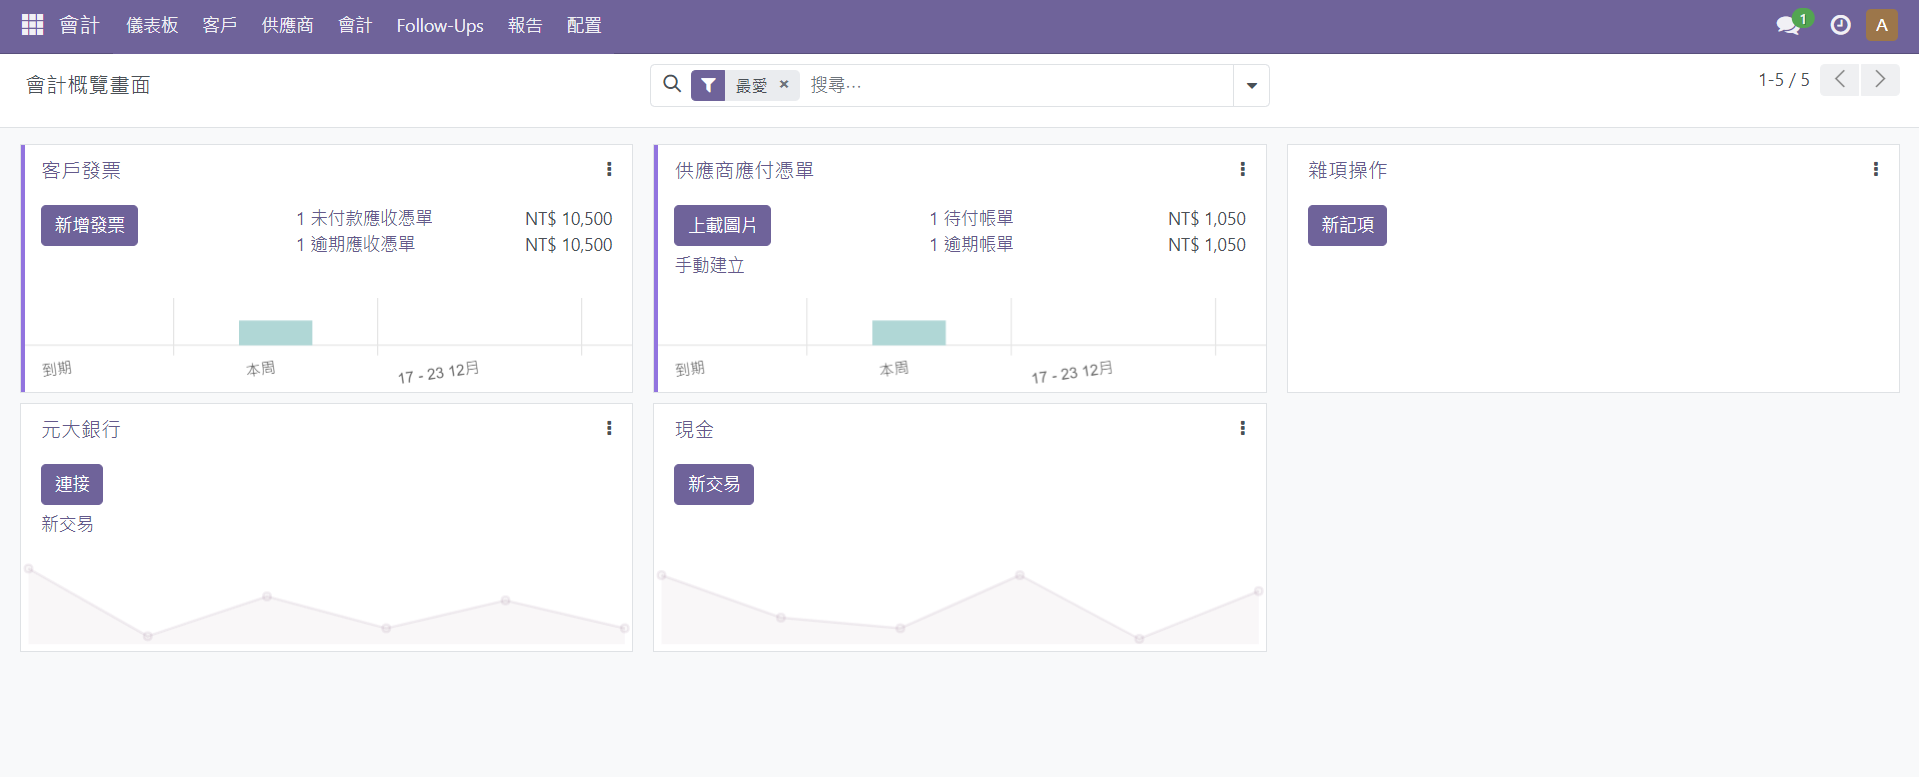 會計 儀表板 客戶 供應商 會計 Follow-Ups 報告 配置 1 A
會計概覽畫面 最愛 × 搜尋… 1-5 / 5
客戶發票
新增發票 1 未付款應收憑單 NT$ 10,500
1 逾期應收憑單 NT$ 10,500
到期 本周 17 - 23 12月
供應商應付憑單
上載圖片 1 待付帳單 NT$ 1,050
1 逾期帳單 NT$ 1,050
手動建立
到期 本周 17 - 23 12月
雜項操作
新記項
元大銀行
連接
新交易
現金
新交易